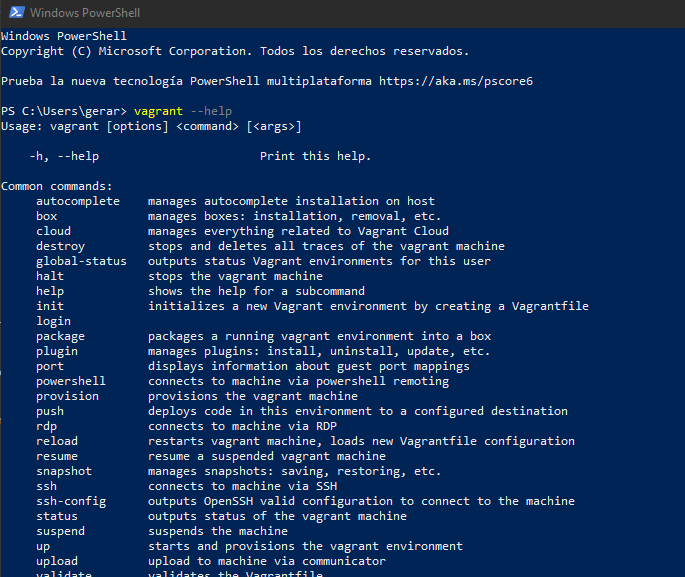 Windows PowerShell
Windows PowerShell
Copyright (C) Microsoft Corporation. Todos los derechos reservados.
Prueba la nueva tecnología PowerShell multiplataforma https://aka.ms/pscore6
PS C:\Users\gerar> vagrant --help
Usage: vagrant [options] <command> [<args>]
-h, --help                       Print this help.
Common commands:
autocomplete    manages autocomplete installation on host
box             manages boxes: installation, removal, etc.
cloud           manages everything related to Vagrant Cloud
destroy         stops and deletes all traces of the vagrant machine
global-status   outputs status Vagrant environments for this user
halt            stops the vagrant machine
help            shows the help for a subcommand
init            initializes a new Vagrant environment by creating a Vagrantfile
login
package         packages a running vagrant environment into a box
plugin          manages plugins: install, uninstall, update, etc.
port            displays information about guest port mappings
powershell      connects to machine via powershell remoting
provision       provisions the vagrant machine
push            deploys code in this environment to a configured destination
rdp             connects to machine via RDP
reload          restarts vagrant machine, loads new Vagrantfile configuration
resume          resume a suspended vagrant machine
snapshot        manages snapshots: saving, restoring, etc.
ssh             connects to machine via SSH
ssh-config      outputs OpenSSH valid configuration to connect to the machine
status          outputs status of the vagrant machine
suspend         suspends the machine
up              starts and provisions the vagrant environment
upload          upload to machine via communicator
validate        validates the Vagrantfile